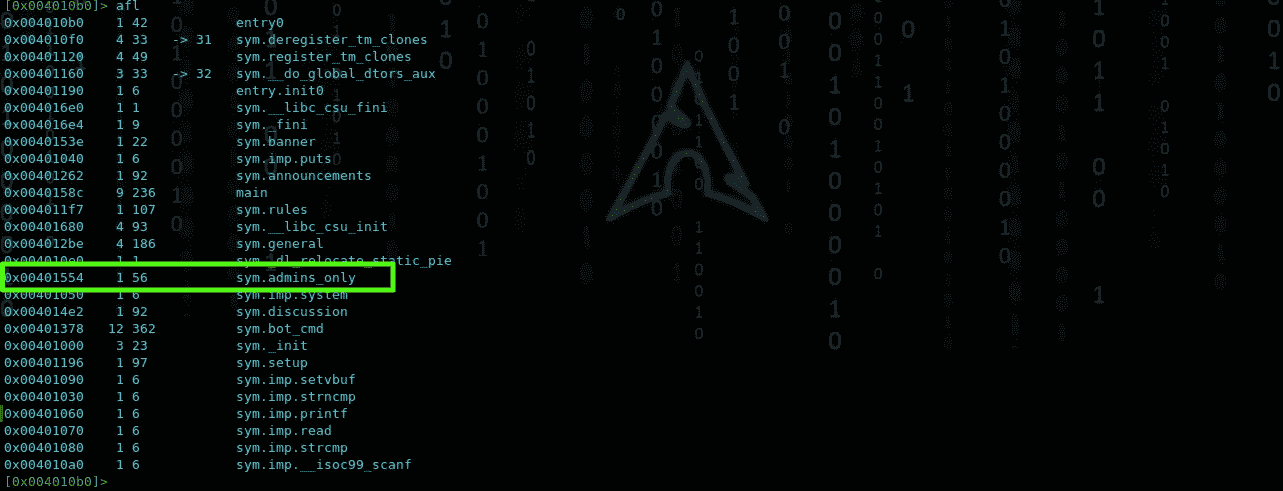 [0x004010b0]> afl
0x004010b0 1 42 entry0
0x004010f0 4 33 -> 31 sym.deregister_tm_clones
0x00401120 4 49 sym.register_tm_clones
0x00401160 3 33 -> 32 sym.__do_global_dtors_aux
0x00401190 1 6 entry.init0
0x004016e0 1 1 sym.__libc_csu_fini
0x004016e4 1 9 sym._fini
0x0040153e 1 22 sym.banner
0x00401040 1 6 sym.imp.puts
0x00401262 1 92 sym.announcements
0x0040158c 9 236 main
0x004011f7 1 107 sym.rules
0x00401680 4 93 sym.__libc_csu_init
0x004012be 4 186 sym.general
0x004010e0 1 1 sym._dl_relocate_static_pie
0x00401554 1 56 sym.admins_only
0x00401050 1 6 sym.imp.system
0x004014e2 1 92 sym.discussion
0x00401378 12 362 sym.bot_cmd
0x00401000 3 23 sym._init
0x00401196 1 97 sym.setup
0x00401090 1 6 sym.imp.setvbuf
0x00401030 1 6 sym.imp.strncmp
0x00401060 1 6 sym.imp.printf
0x00401070 1 6 sym.imp.read
0x00401080 1 6 sym.imp.strcmp
0x004010a0 1 6 sym.imp.__isoc99_scanf
[0x004010b0]>